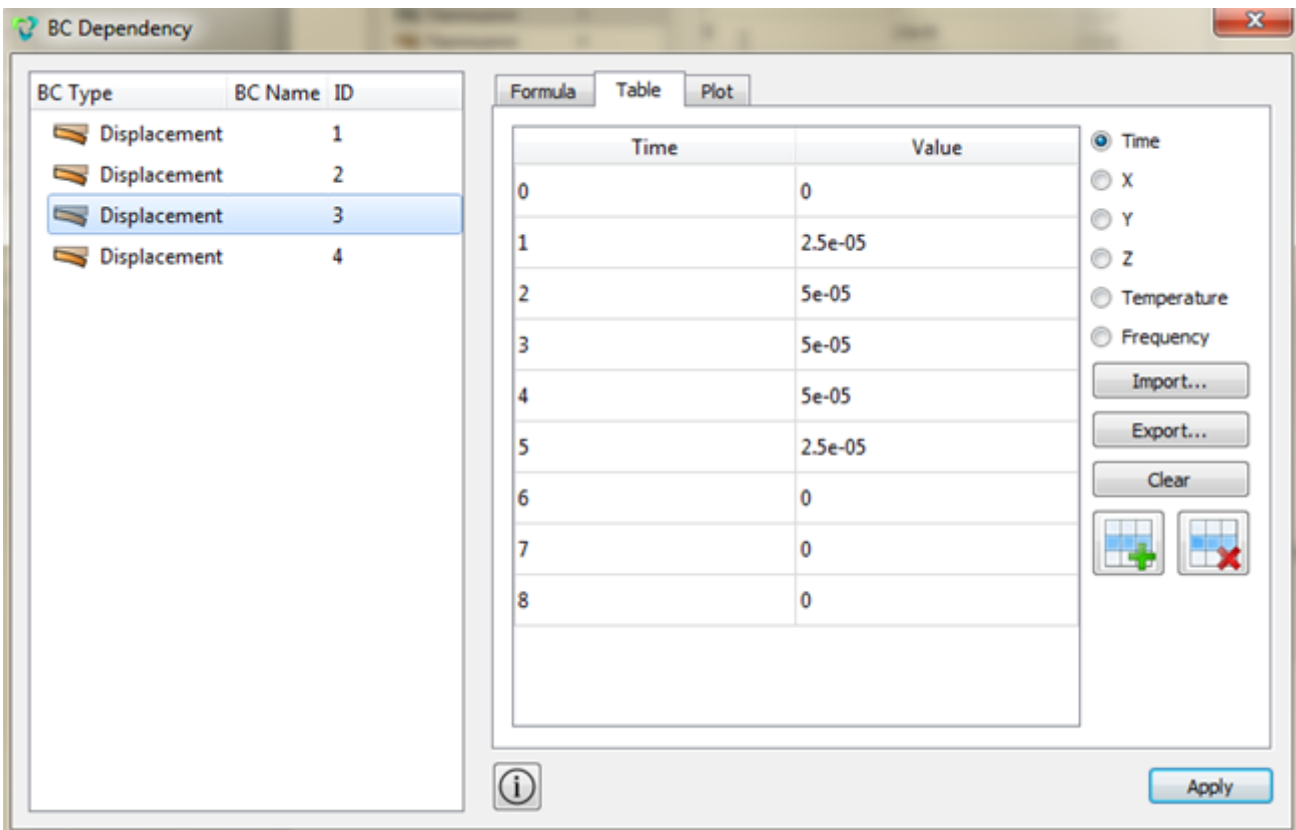 BC Dependency
BC Type BC Name ID
Displacement 1
Displacement 2
Displacement 3
Displacement 4
Formula Table Plot
Time Value
0 0
1 2.5e-05
2 5e-05
3 5e-05
4 5e-05
5 2.5e-05
6 0
7 0
8 0
Time
X
Y
Z
Temperature
Frequency
Import...
Export...
Clear
Apply